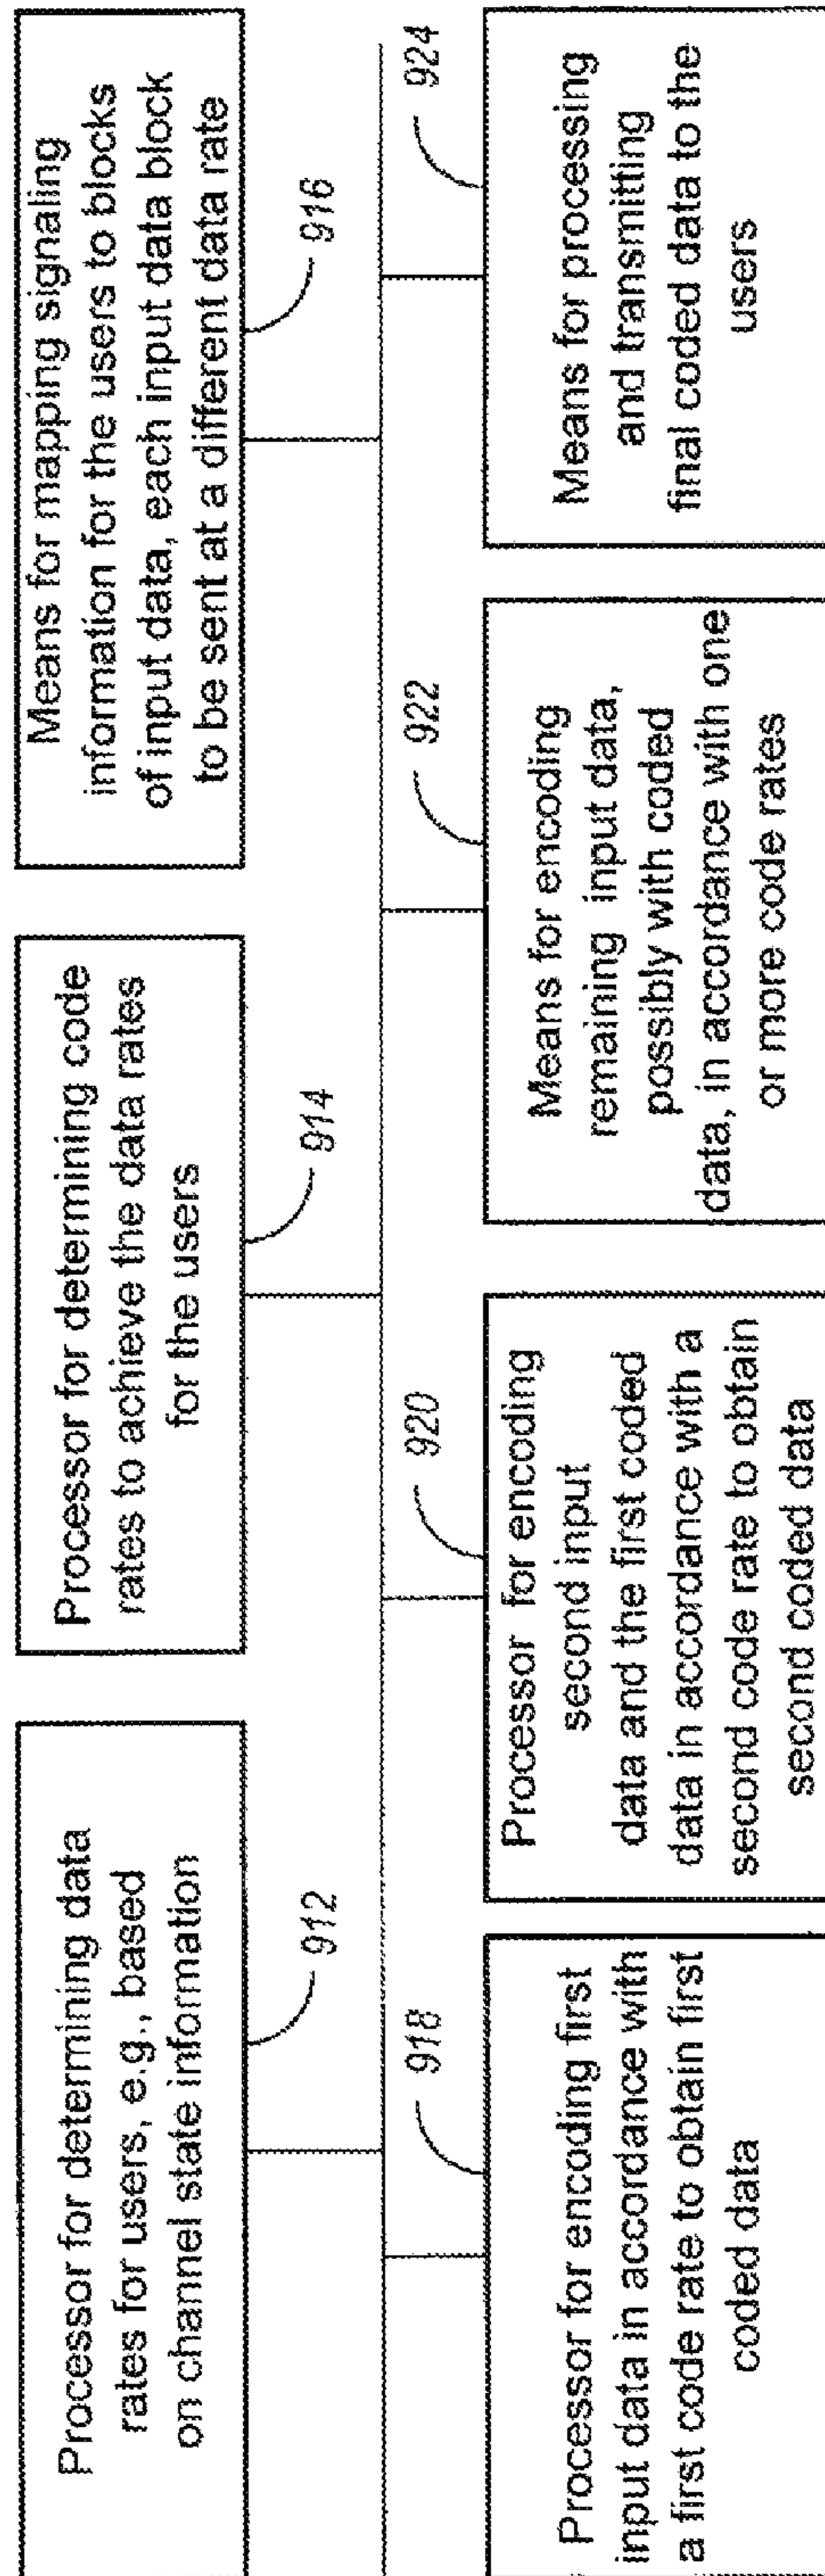 Processor for determining data
rates for users, e.g., based
on channel state information
912
Processor for determining code
rates to achieve the data rates
for the users
914
Means for mapping signaling
information for the users to blocks
of input data, each input data block
to be sent at a different data rate
916
918
Processor for encoding first
input data in accordance with
a first code rate to obtain first
coded data
920
Processor for encoding
second input
data and the first coded
data in accordance with a
second code rate to obtain
second coded data
922
Means for encoding
remaining input data,
possibly with coded
data, in accordance with one
or more code rates
924
Means for processing
and transmitting
final coded data to the
users